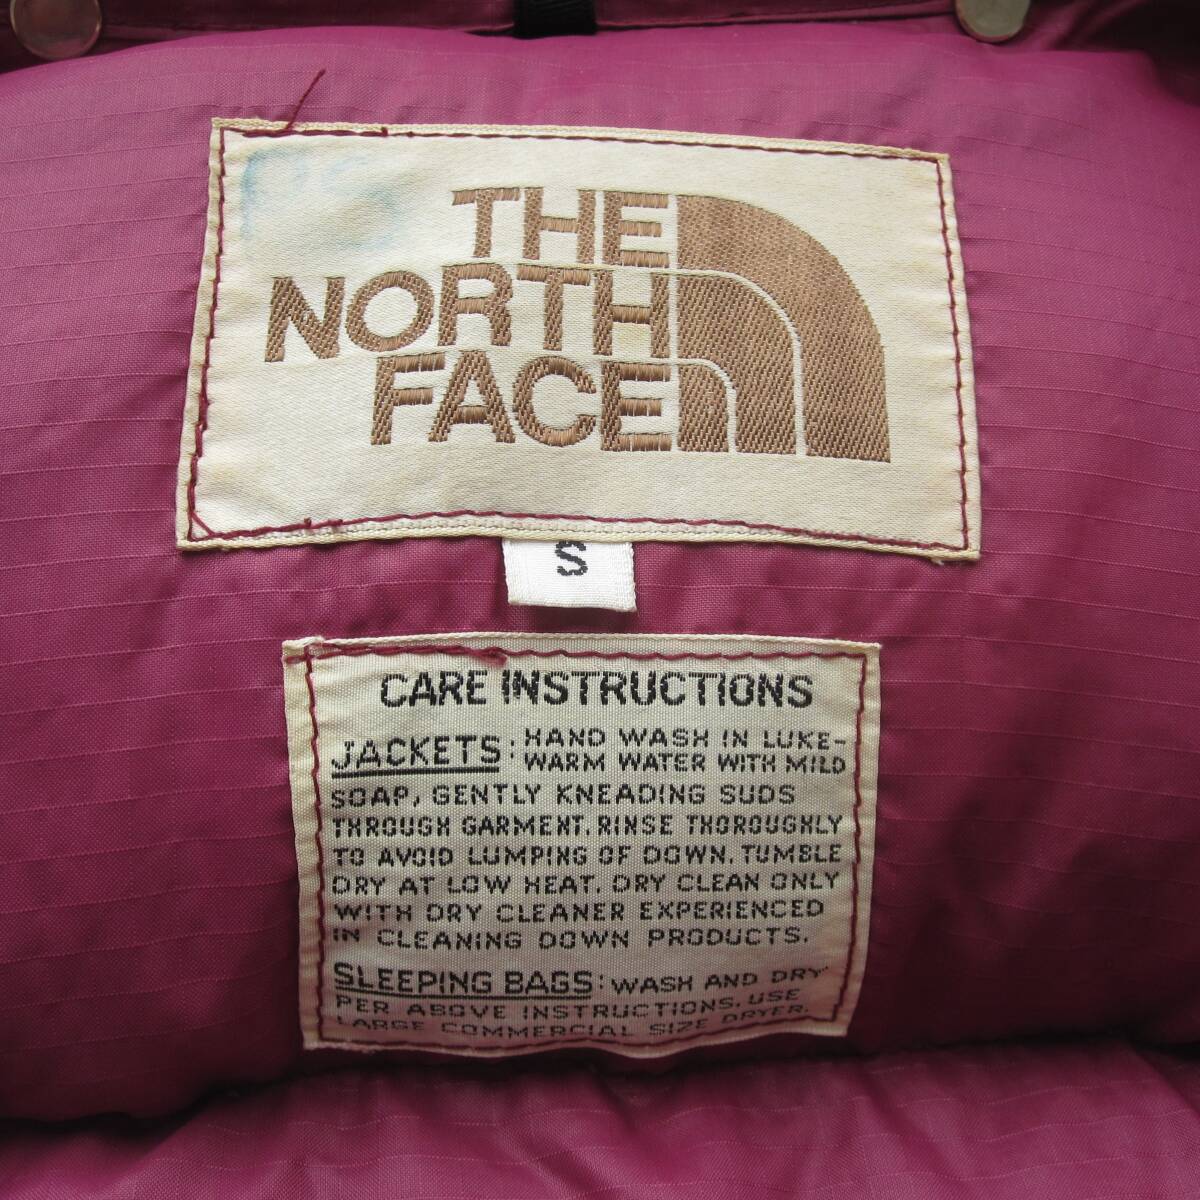 THE
NORTH
FACE
S
CARE INSTRUCTIONS
JACKETS: HAND WASH IN LUKE-
WARM WATER WITH MILD
SOAP, GENTLY KNEADING SUDS
THROUGH GARMENT. RINSE THOROUGHLY
TO AVOID LUMPING OF DOWN. TUMBLE
DRY AT LOW HEAT. DRY CLEAN ONLY
WITH DRY CLEANER EXPERIENCED
IN CLEANING DOWN PRODUCTS.
SLEEPING BAGS: WASH AND DRY
PER ABOVE INSTRUCTIONS. USE
LARGE COMMERCIAL SIZE DRYER.